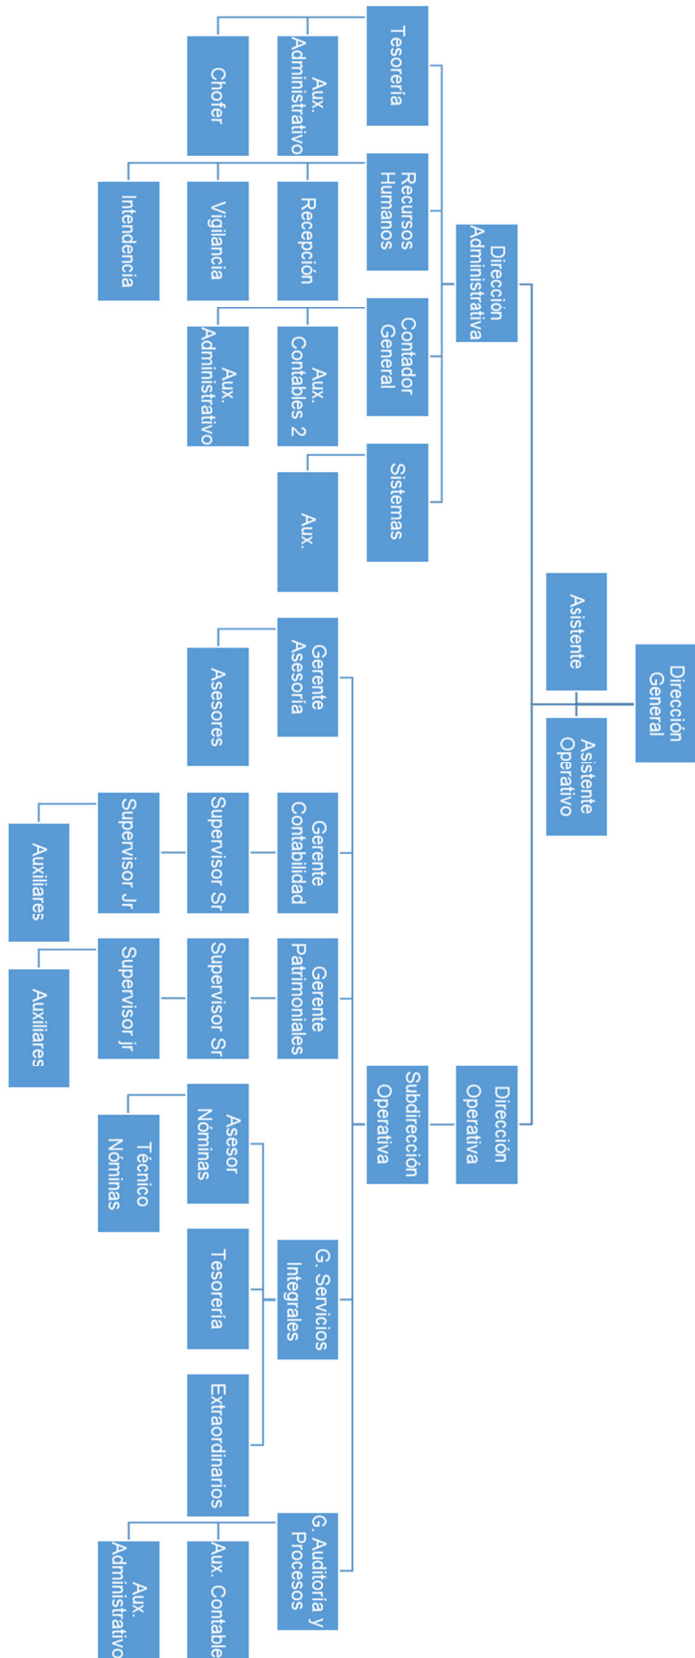 Dirección
General
Asistente
Asistente
Operativo
Dirección
Administrativa
Dirección
Operativa
Subdirección
Operativa
Tesorería
Recursos
Humanos
Contador
General
Sistemas
Aux.
Administrativo
Chofer
Recepción
Vigilancia
Intendencia
Aux.
Contables 2
Aux.
Administrativo
Aux.
Gerente
Asesoría
Gerente
Contabilidad
Gerente
Patrimoniales
G. Servicios
Integrales
G. Auditoría y
Procesos
Asesores
Supervisor Sr
Supervisor Jr
Auxiliares
Supervisor Sr
Supervisor jr
Auxiliares
Asesor
Nóminas
Técnico
Nóminas
Tesorería
Extraordinarios
Aux. Contable
Aux.
Administrativo